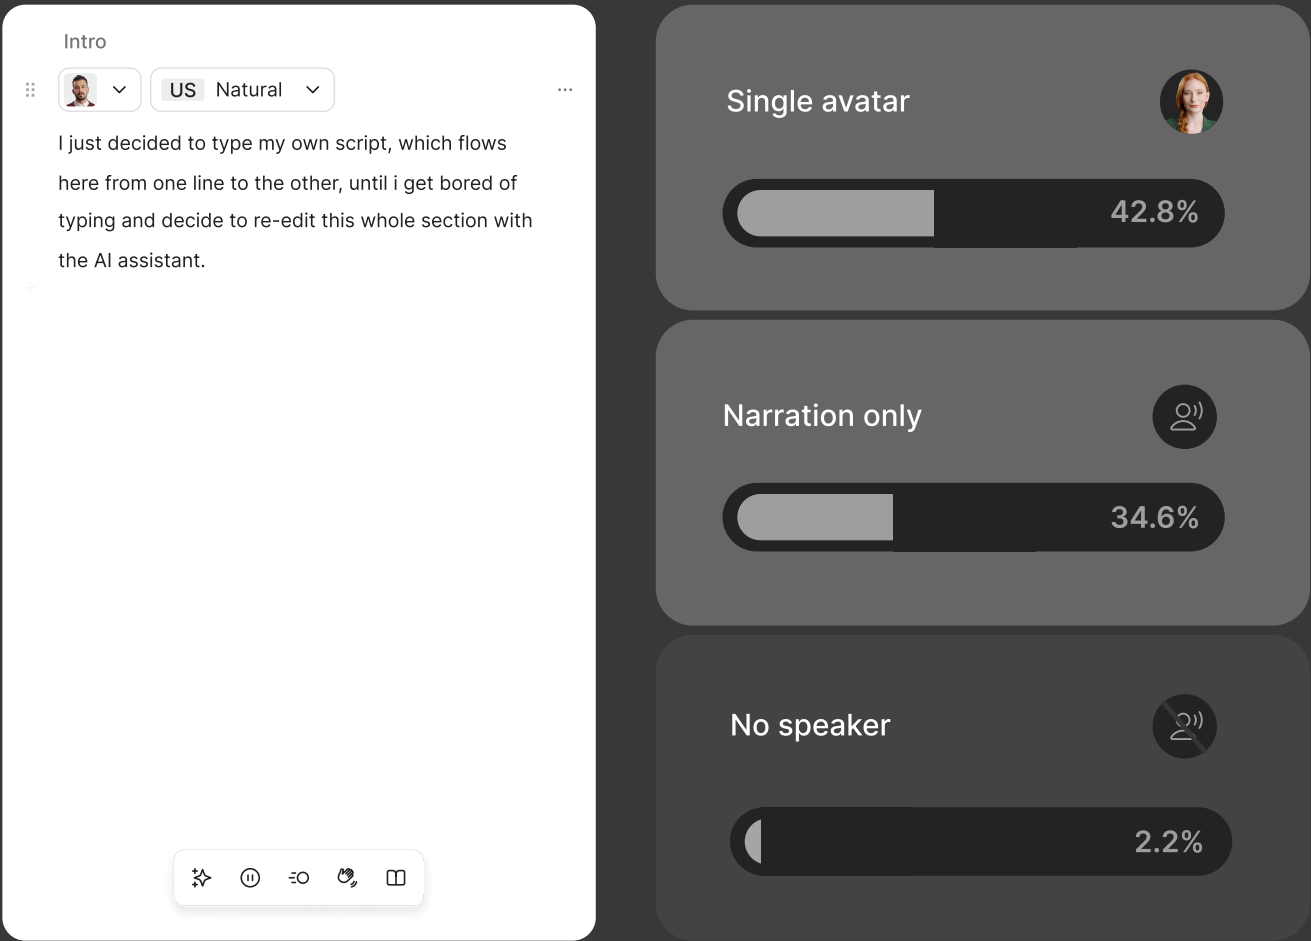 Intro
US Natural
I just decided to type my own script, which flows
here from one line to the other, until i get bored of
typing and decide to re-edit this whole section with
the AI assistant.
Single avatar
42.8%
Narration only
34.6%
No speaker
2.2%